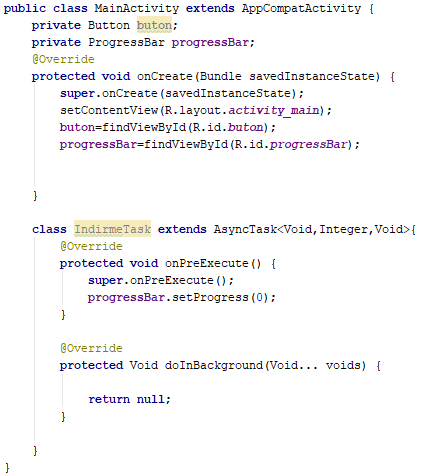 public class MainActivity extends AppCompatActivity {
    private Button buton;
    private ProgressBar progressBar;
    @Override
    protected void onCreate(Bundle savedInstanceState) {
        super.onCreate(savedInstanceState);
        setContentView(R.layout.activity_main);
        buton=findViewById(R.id.buton);
        progressBar=findViewById(R.id.progressBar);
    }
    class IndirmeTask extends AsyncTask<Void,Integer,Void>{
        @Override
        protected void onPreExecute() {
            super.onPreExecute();
            progressBar.setProgress(0);
        }
        @Override
        protected Void doInBackground(Void... voids) {
            return null;
        }
    }
}